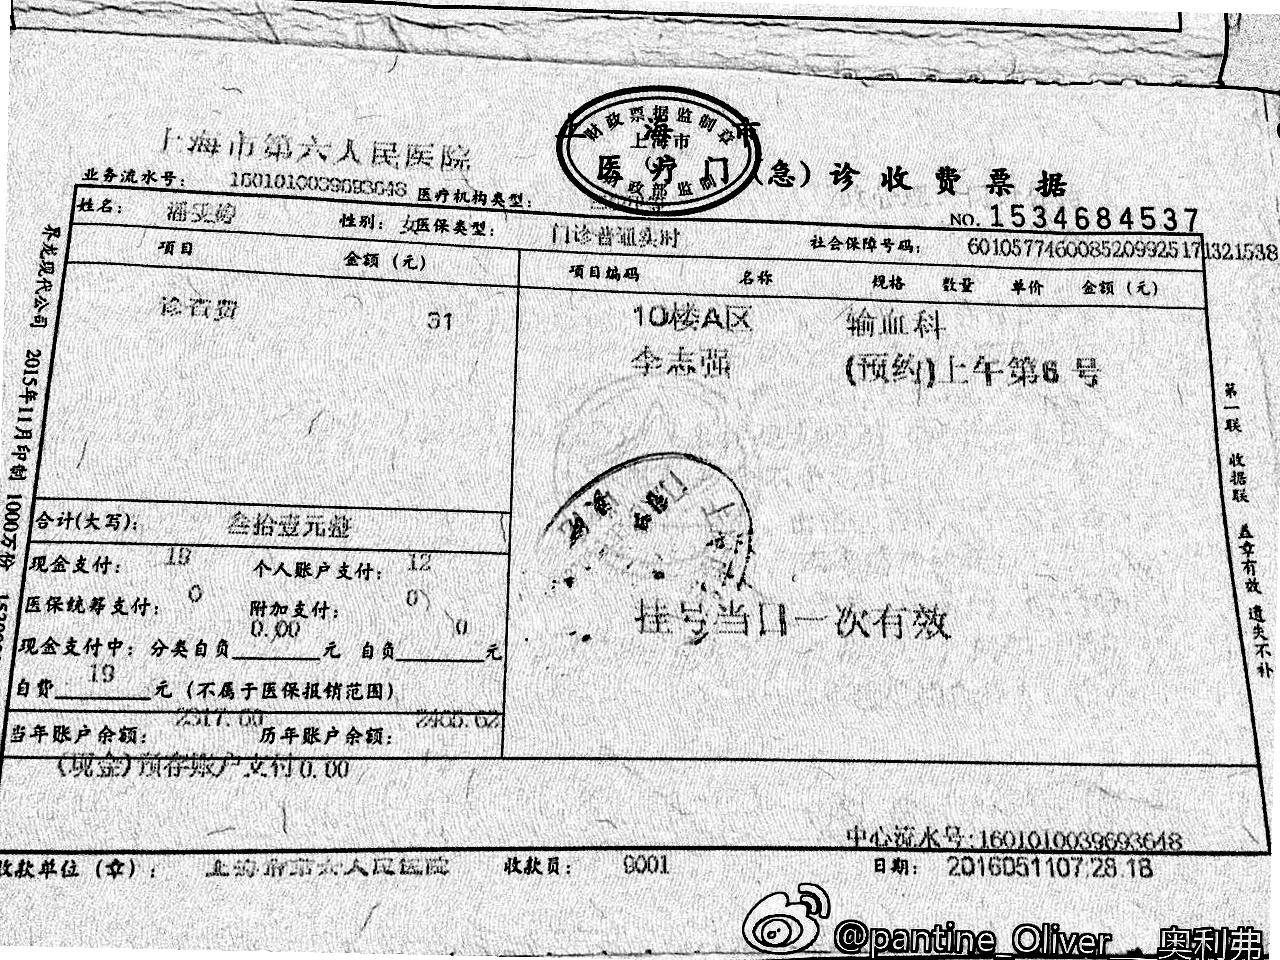 财政票据监制章
上海市
上海市
医疗门(急)诊收费票据
财政部监制
上海市第六人民医院
业务流水号: 1601010039693648 医疗机构类型:
NO. 1534684537
姓名: 潘 性别: 女 医保类型: 门诊普通实时 社会保障号码: 6010577460085209925171321538
项目 金额(元) 项目编码 名称 规格 数量 单价 金额(元)
诊查费 31 10楼A区 输血科
李志强 (预约)上午第6号
合计(大写): 叁拾壹元整
现金支付: 19 个人账户支付: 12
医保统筹支付: 0 附加支付: 0
现金支付中: 分类自负 0.00 元 自负 0 元
挂号当日一次有效
自费 19 元 (不属于医保报销范围)
当年账户余额: 2317.60 历年账户余额: 2465.62
(现金)预存账户支付0.00
中心流水号:1601010039693648
收款单位(章): 上海市第六人民医院 收款员: 9001 日期: 2016051107:28:18
2015年11月印制 1000万份
第一联 收据联 盖章有效 遗失不补
@pantine_Oliver__奥利弗